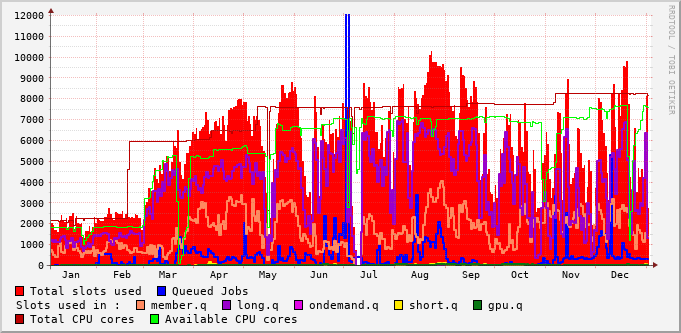 12000
11000
10000
9000
8000
7000
6000
5000
4000
3000
2000
1000
0
Jan Feb Mar Apr May Jun Jul Aug Sep Oct Nov Dec
RRDTOOL / TOBI OETIKER
Total slots used Queued Jobs
Slots used in : member.q long.q ondemand.q short.q gpu.q
Total CPU cores Available CPU cores